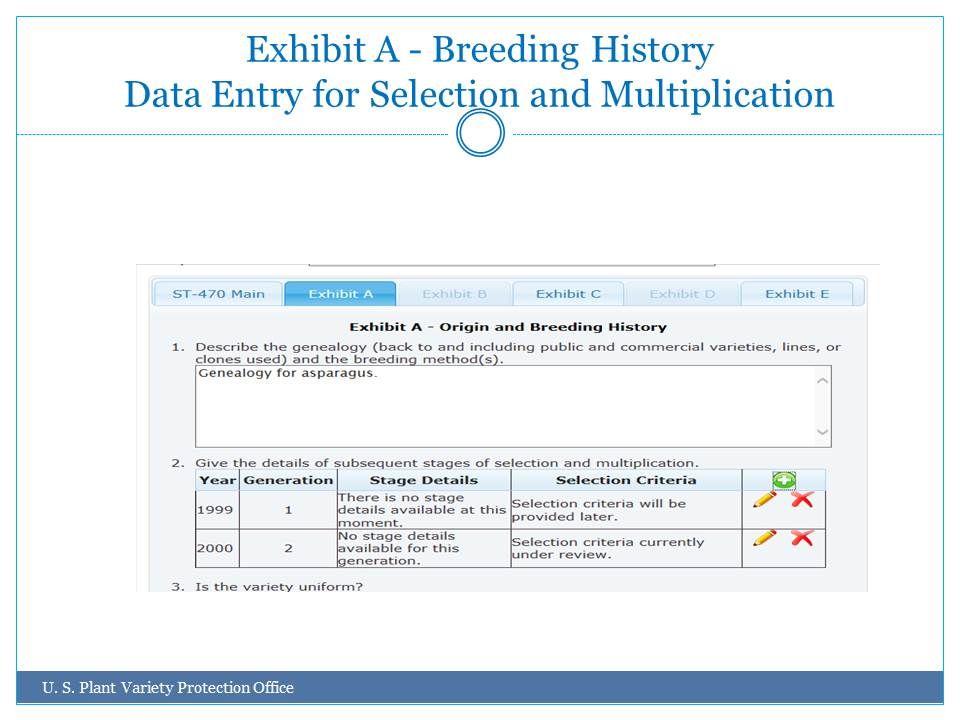 Exhibit A - Breeding History
Data Entry for Selection and Multiplication
ST-470 Main Exhibit A Exhibit B Exhibit C Exhibit D Exhibit E
Exhibit A - Origin and Breeding History
1. Describe the genealogy (back to and including public and commercial varieties, lines, or
clones used) and the breeding method(s).
Genealogy for asparagus.
2. Give the details of subsequent stages of selection and multiplication.
Year Generation Stage Details Selection Criteria
1999 1 There is no stage
details available at this
moment. Selection criteria will be
provided later.
2000 2 No stage details
available for this
generation. Selection criteria currently
under review.
3. Is the variety uniform?
U. S. Plant Variety Protection Office